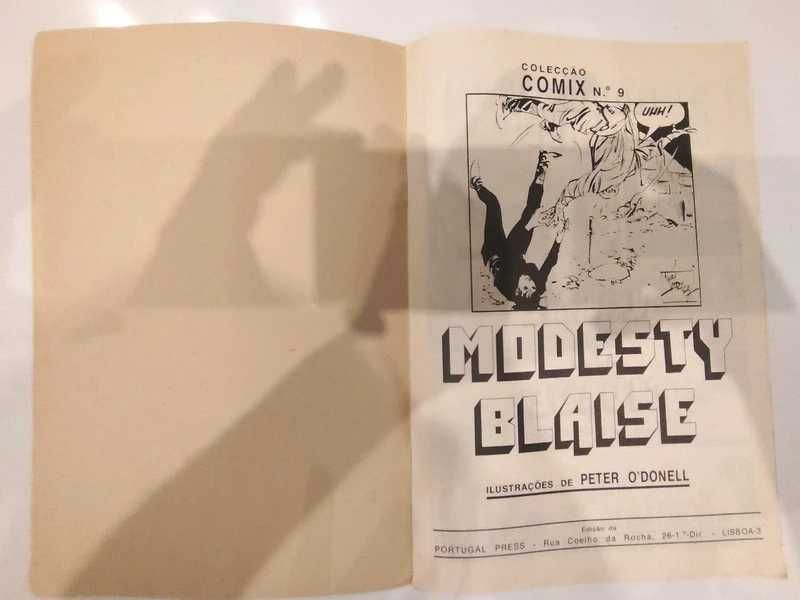 COLECÇÃO
COMIX N.º 9
UHH!
MODESTY
BLAISE
ILUSTRAÇÕES DE PETER O'DONELL
Edição da
PORTUGAL PRESS - Rua Coelho da Rocha, 26-1.º-Dir. - LISBOA-3